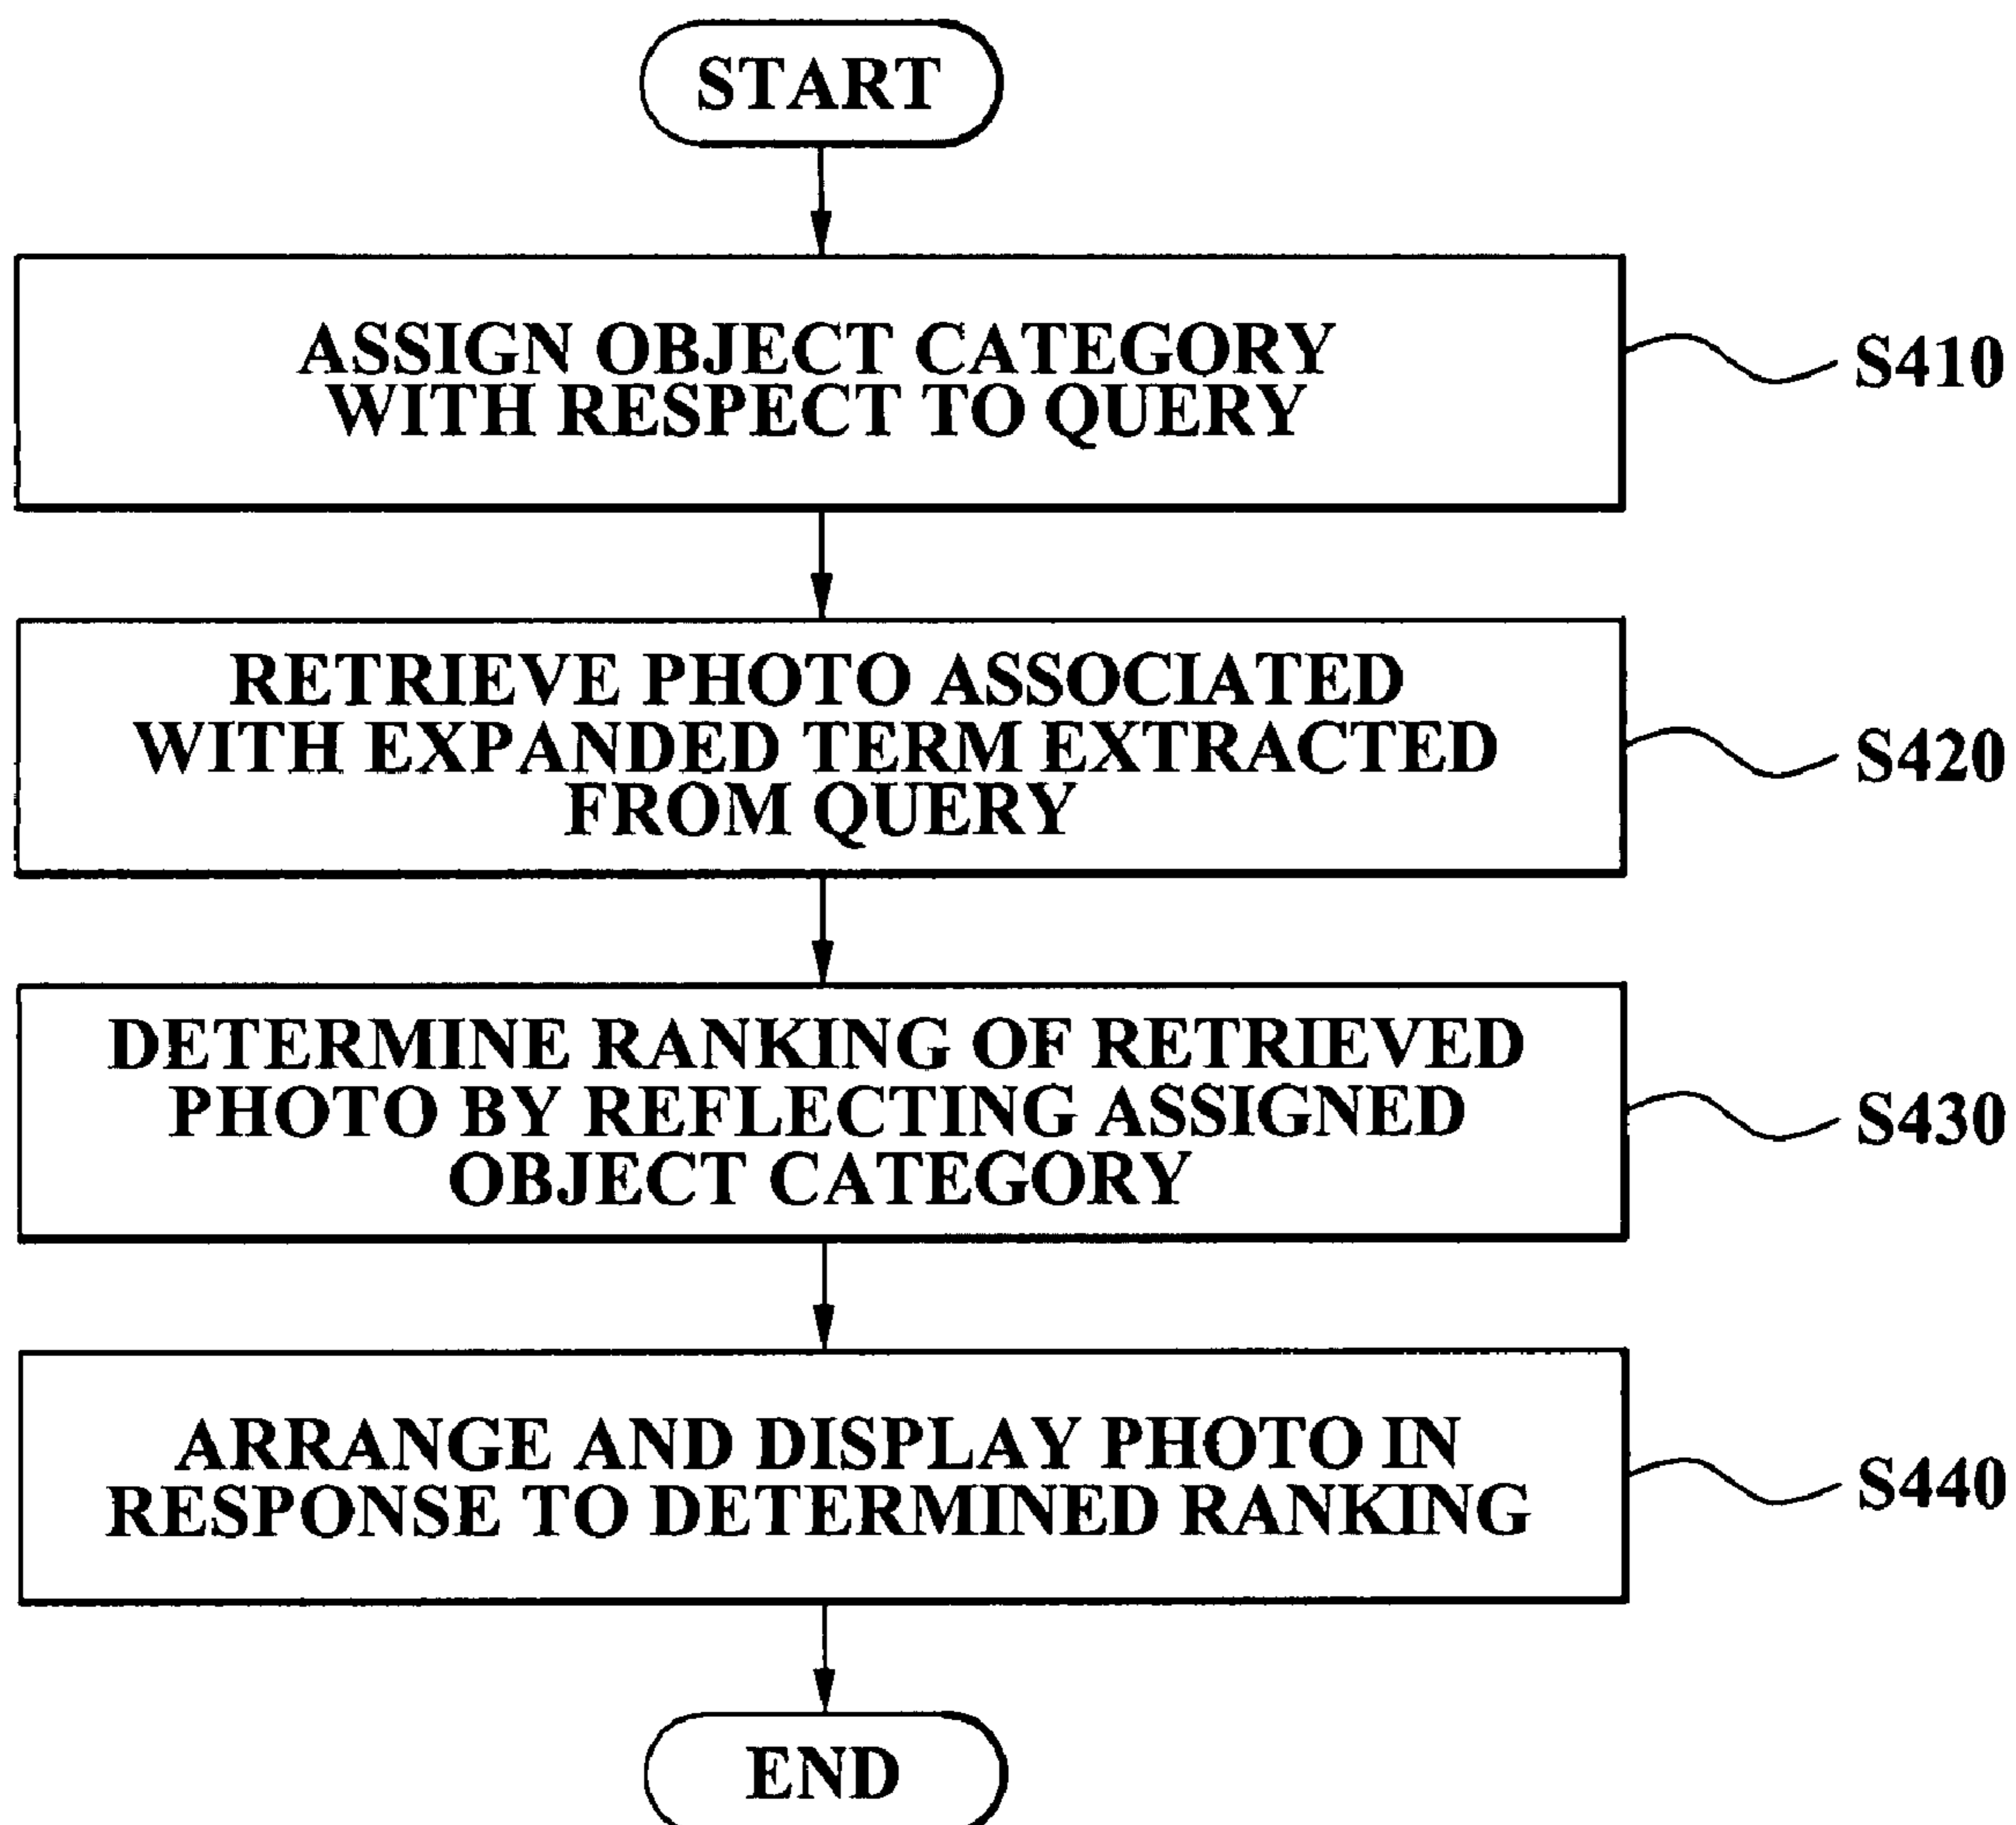 START
ASSIGN OBJECT CATEGORY
WITH RESPECT TO QUERY
S410
RETRIEVE PHOTO ASSOCIATED
WITH EXPANDED TERM EXTRACTED
FROM QUERY
S420
DETERMINE RANKING OF RETRIEVED
PHOTO BY REFLECTING ASSIGNED
OBJECT CATEGORY
S430
ARRANGE AND DISPLAY PHOTO IN
RESPONSE TO DETERMINED RANKING
S440
END